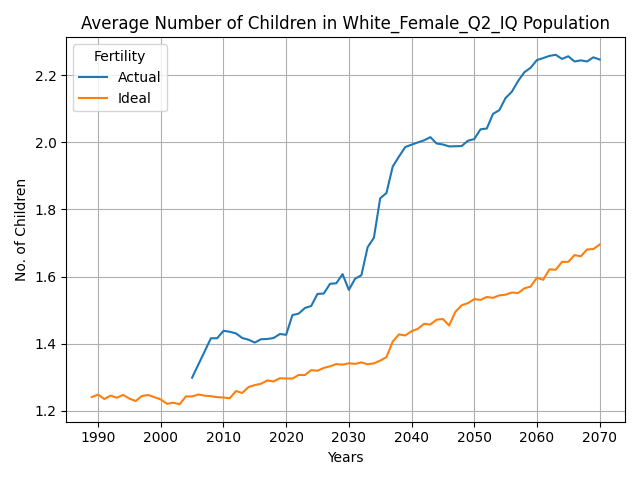 Average Number of Children in White_Female_Q2_IQ Population
Fertility
Actual
Ideal
No. of Children
2.2
2.0
1.8
1.6
1.4
1.2
1990 2000 2010 2020 2030 2040 2050 2060 2070
Years